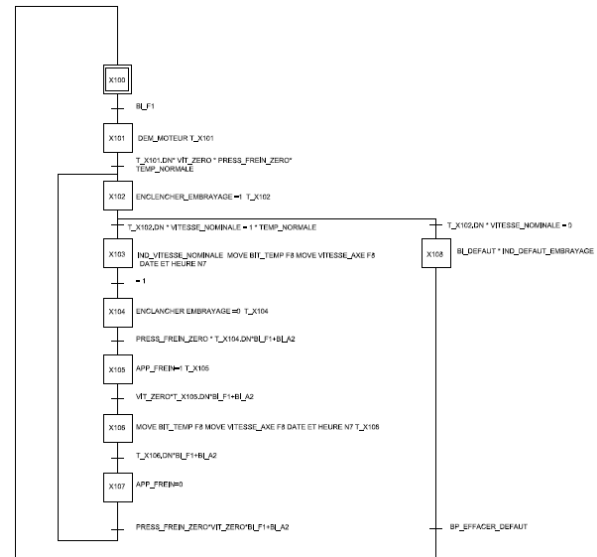 X100
BI_F1
X101 DEM_MOTEUR T_X101
T_X101.DN* VIT_ZERO * PRESS_FREIN_ZERO*
TEMP_NORMALE
X102 ENCLENCHER_EMBRAYAGE =1 T_X102
T_X102.DN * VITESSE_NOMINALE = 1 * TEMP_NORMALE
T_X102.DN * VITESSE_NOMINALE = 0
X103 IND_VITESSE_NOMINALE MOVE BIT_TEMP F8 MOVE VITESSE_AXE F8
DATE ET HEURE N7
X108 BI_DEFAUT * IND_DEFAUT_EMBRAYAGE
= 1
X104 ENCLANCHER EMBRAYAGE =0 T_X104
PRESS_FREIN_ZERO * T_X104.DN*BI_F1+BI_A2
X105 APP_FREIN=1 T_X105
VIT_ZERO*T_X105.DN*BI_F1+BI_A2
X106 MOVE BIT_TEMP F8 MOVE VITESSE_AXE F8 DATE ET HEURE N7 T_X106
T_X106.DN*BI_F1+BI_A2
X107 APP_FREIN=0
PRESS_FREIN_ZERO*VIT_ZERO*BI_F1+BI_A2
BP_EFFACER_DEFAUT